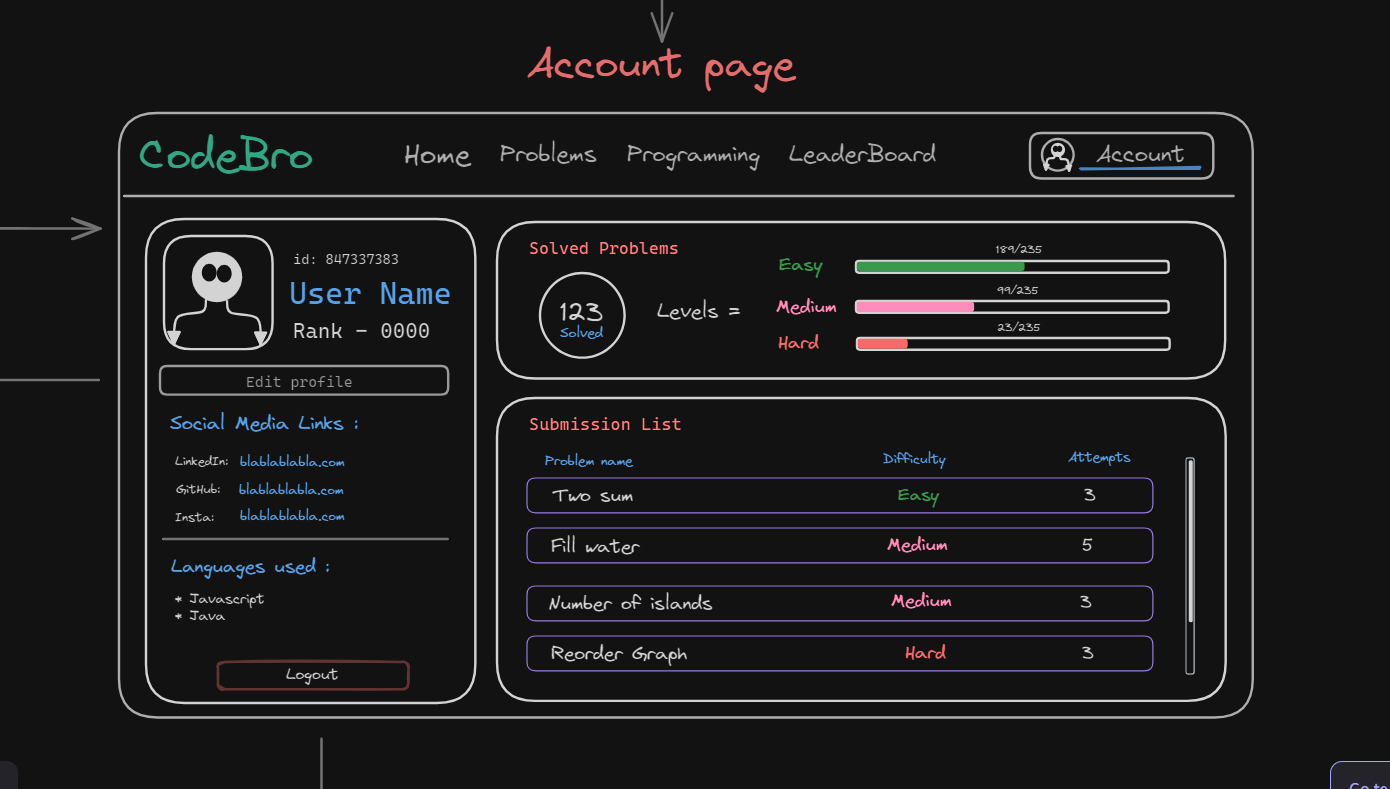 Account page
CodeBro Home Problems Programming LeaderBoard Account
id: 847337383
User Name
Rank - 0000
Edit profile
Social Media Links :
LinkedIn: blablablabla.com
GitHub: blablablabla.com
Insta: blablablabla.com
Languages used :
* Javascript
* Java
Logout
Solved Problems
123
Solved
Levels =
Easy 189/235
Medium 99/235
Hard 23/235
Submission List
Problem name Difficulty Attempts
Two sum Easy 3
Fill water Medium 5
Number of islands Medium 3
Reorder Graph Hard 3